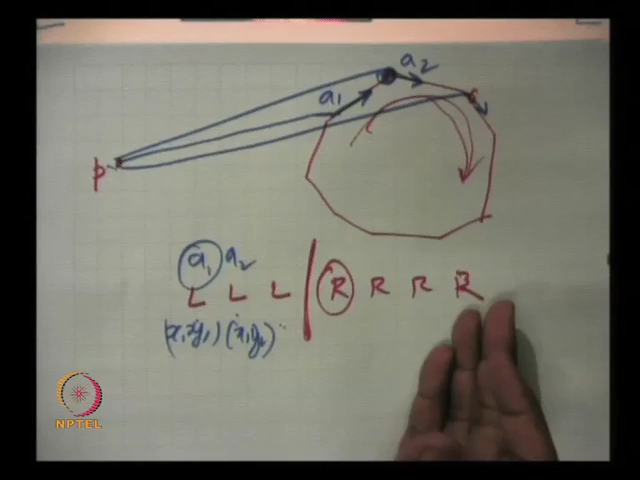 a2
a1
p
a1 a2
L L L R R R R
(x1, y1) (x1, y1)
NPTEL